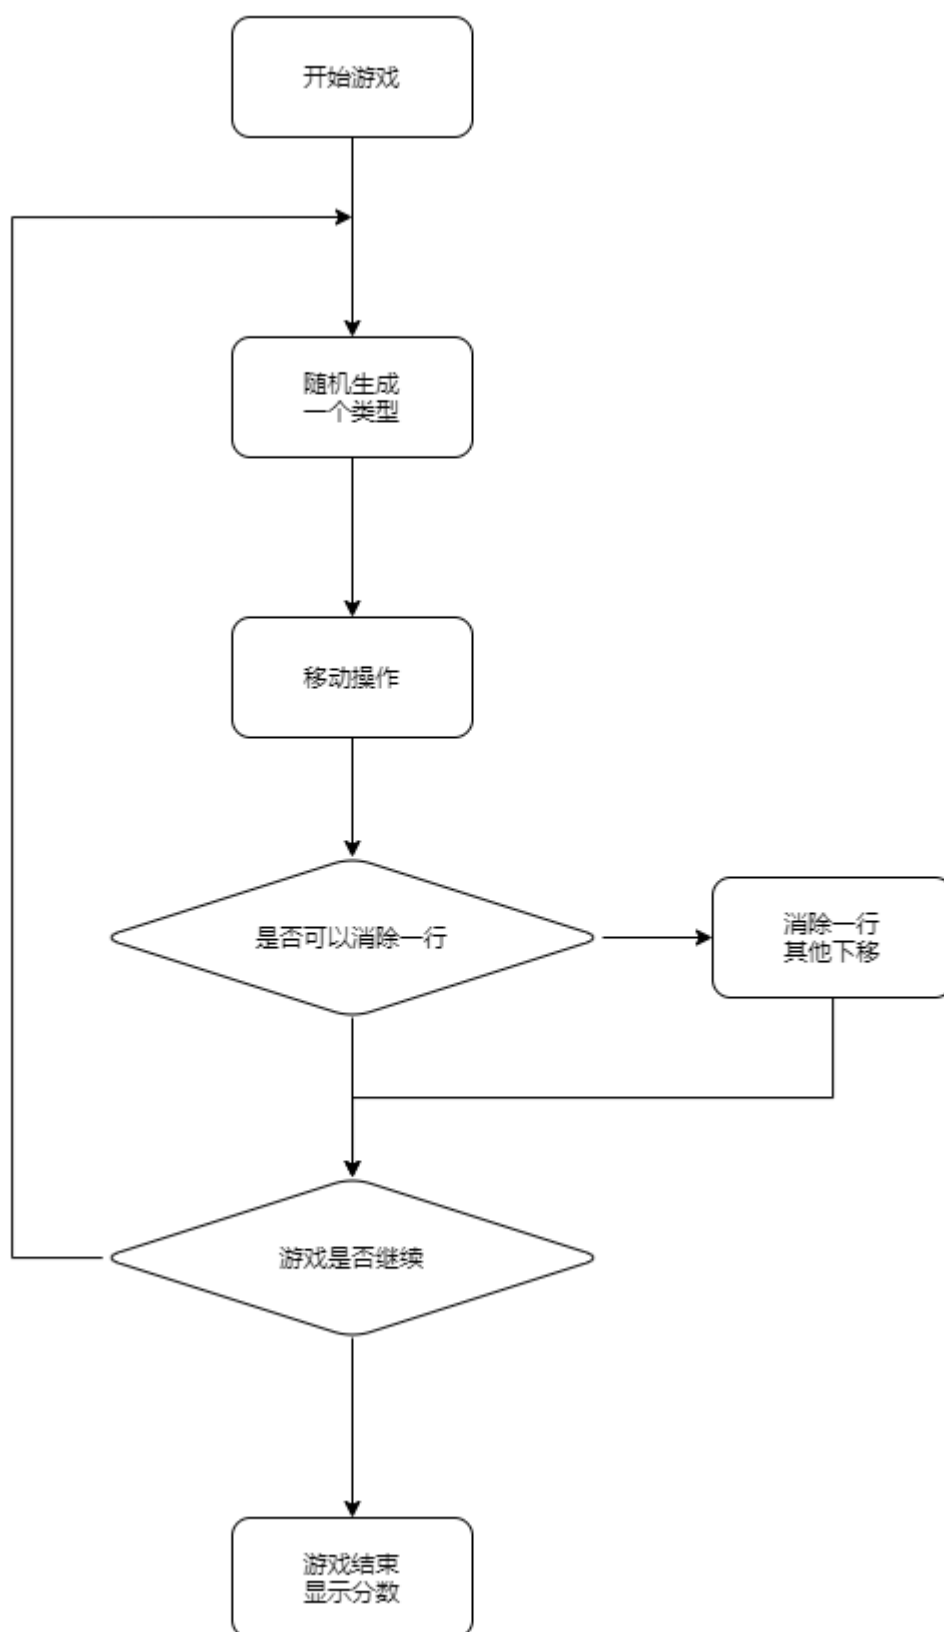 开始游戏
随机生成
一个类型
移动操作
是否可以消除一行
消除一行
其他下移
游戏是否继续
游戏结束
显示分数